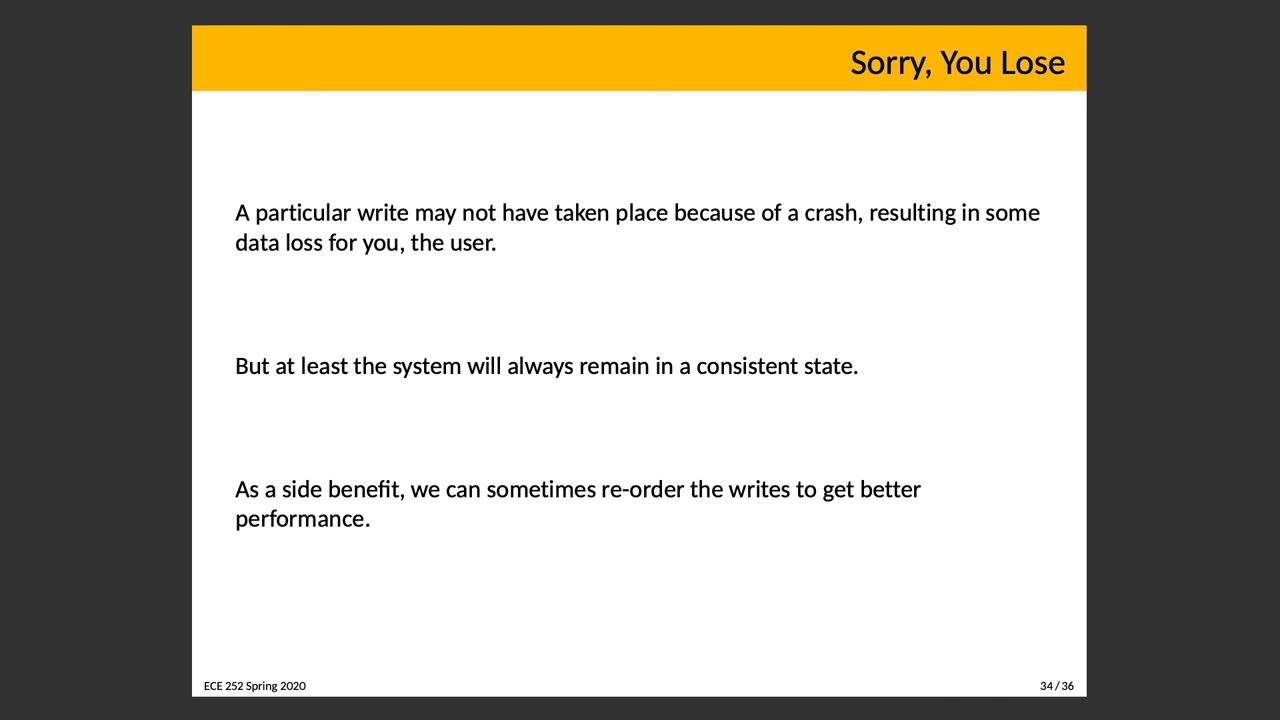 Sorry, You Lose
A particular write may not have taken place because of a crash, resulting in some
data loss for you, the user.
But at least the system will always remain in a consistent state.
As a side benefit, we can sometimes re-order the writes to get better
performance.
ECE 252 Spring 2020
34 / 36